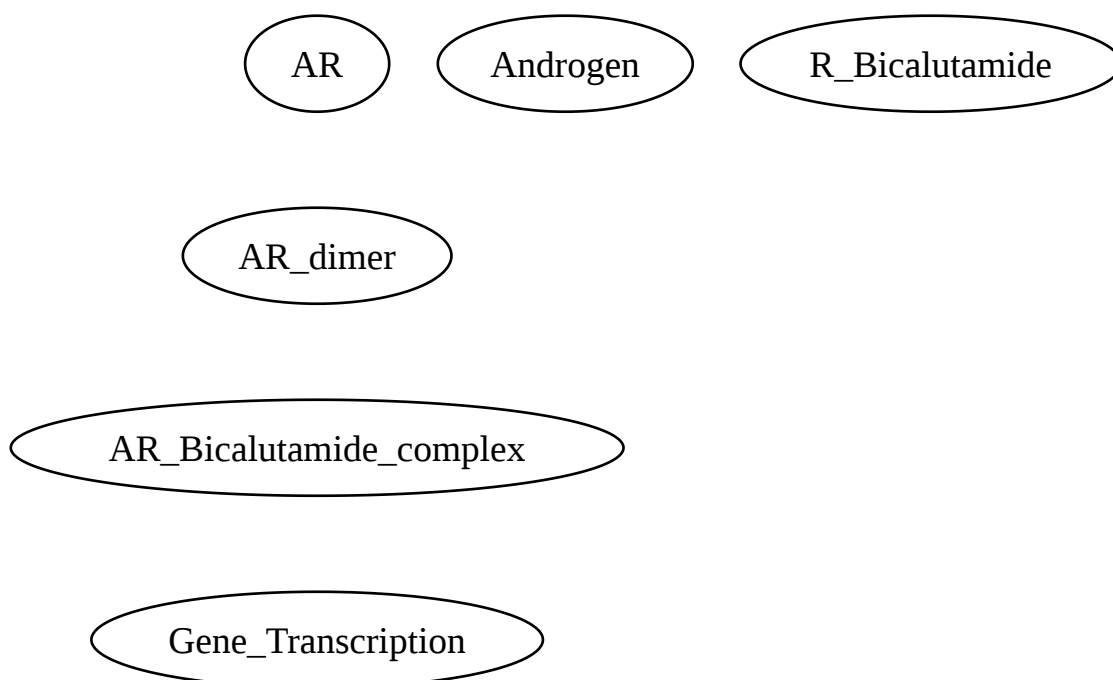 AR Androgen R_Bicalutamide
AR_dimer
AR_Bicalutamide_complex
Gene_Transcription